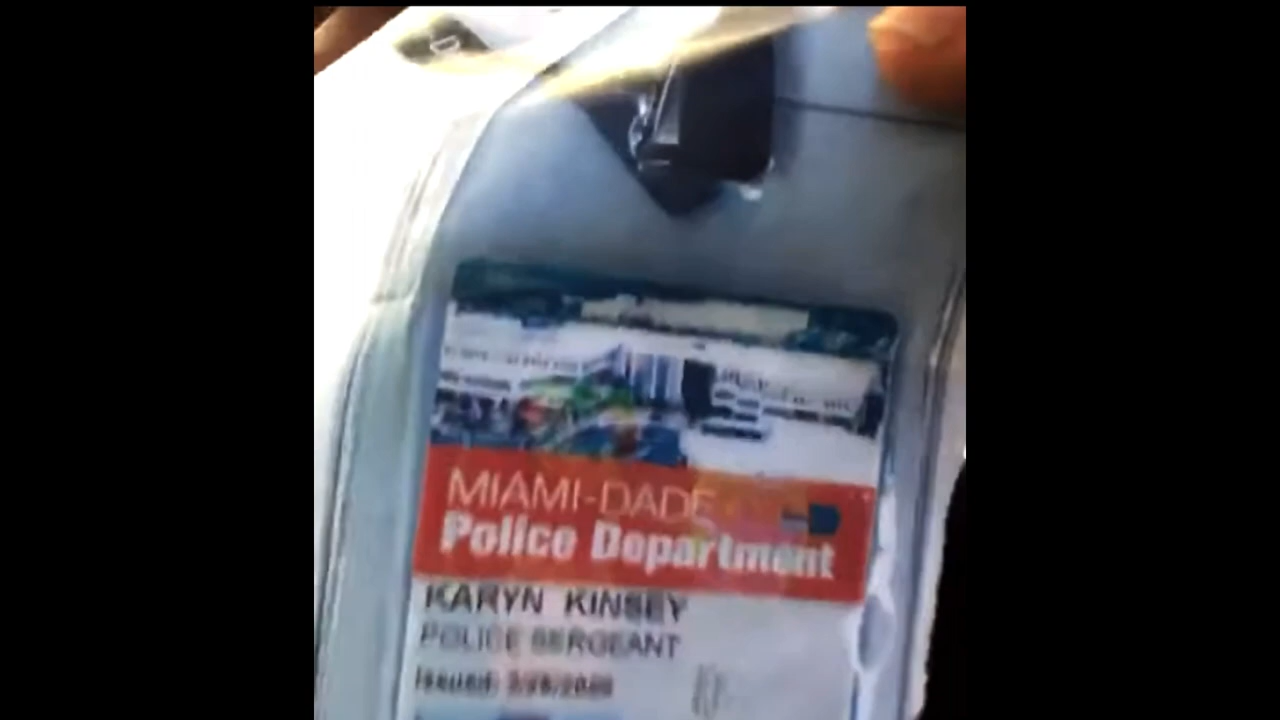 MIAMI-DADE
Police Department
KARYN KINSEY
POLICE SERGEANT
Issued: